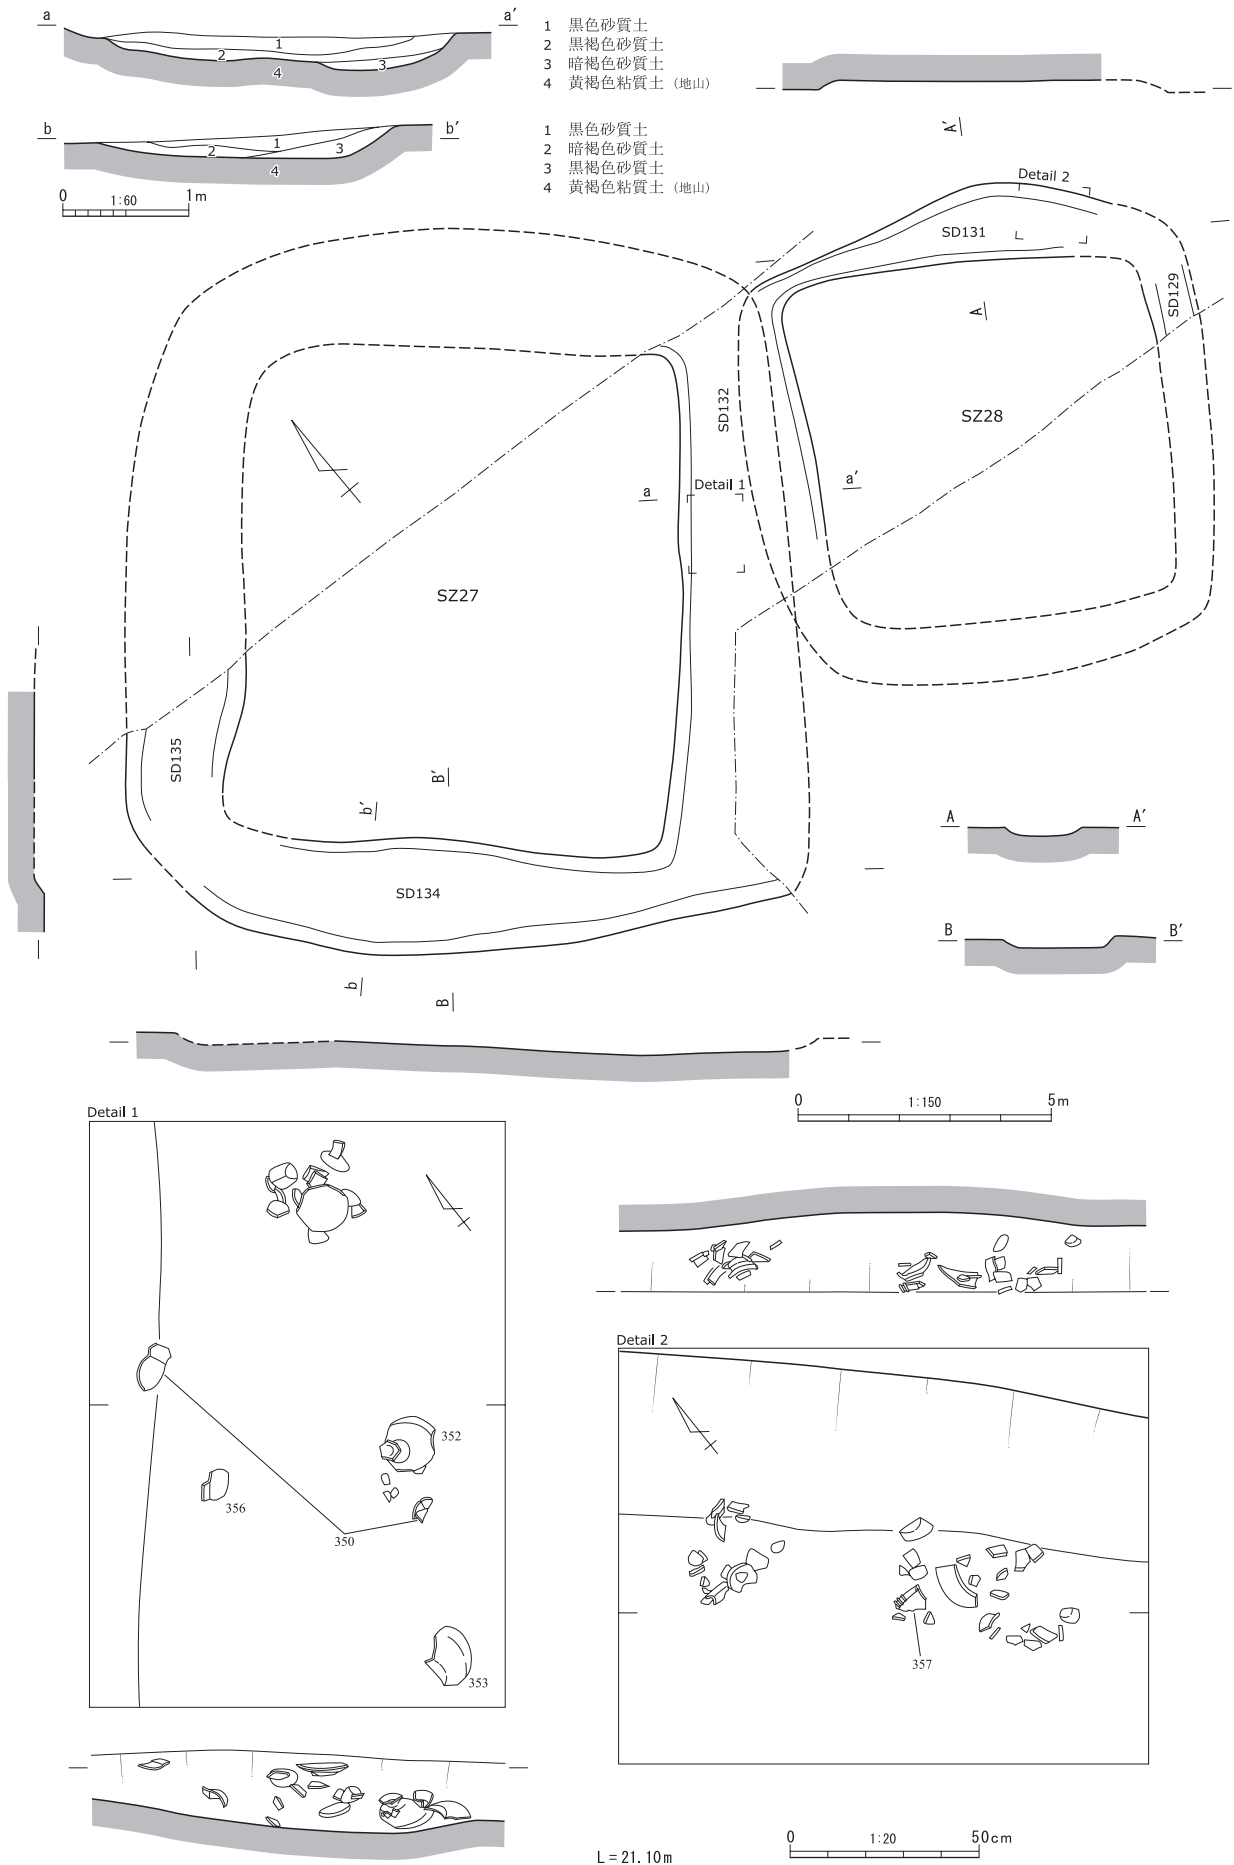 a a′
1
2
3
4
1 黒色砂質土
2 黒褐色砂質土
3 暗褐色砂質土
4 黄褐色粘質土（地山）
b b′
1
2
3
4
1 黒色砂質土
2 暗褐色砂質土
3 黒褐色砂質土
4 黄褐色粘質土（地山）
0 1:60 1m
A′
Detail 2
SD131
SD129
A
SD132
SZ28
a
Detail 1
a′
SZ27
SD135
B′
b′
SD134
b
B
A A′
B B′
0 1:150 5m
Detail 1
352
356
350
353
Detail 2
357
L=21.10m
0 1:20 50cm